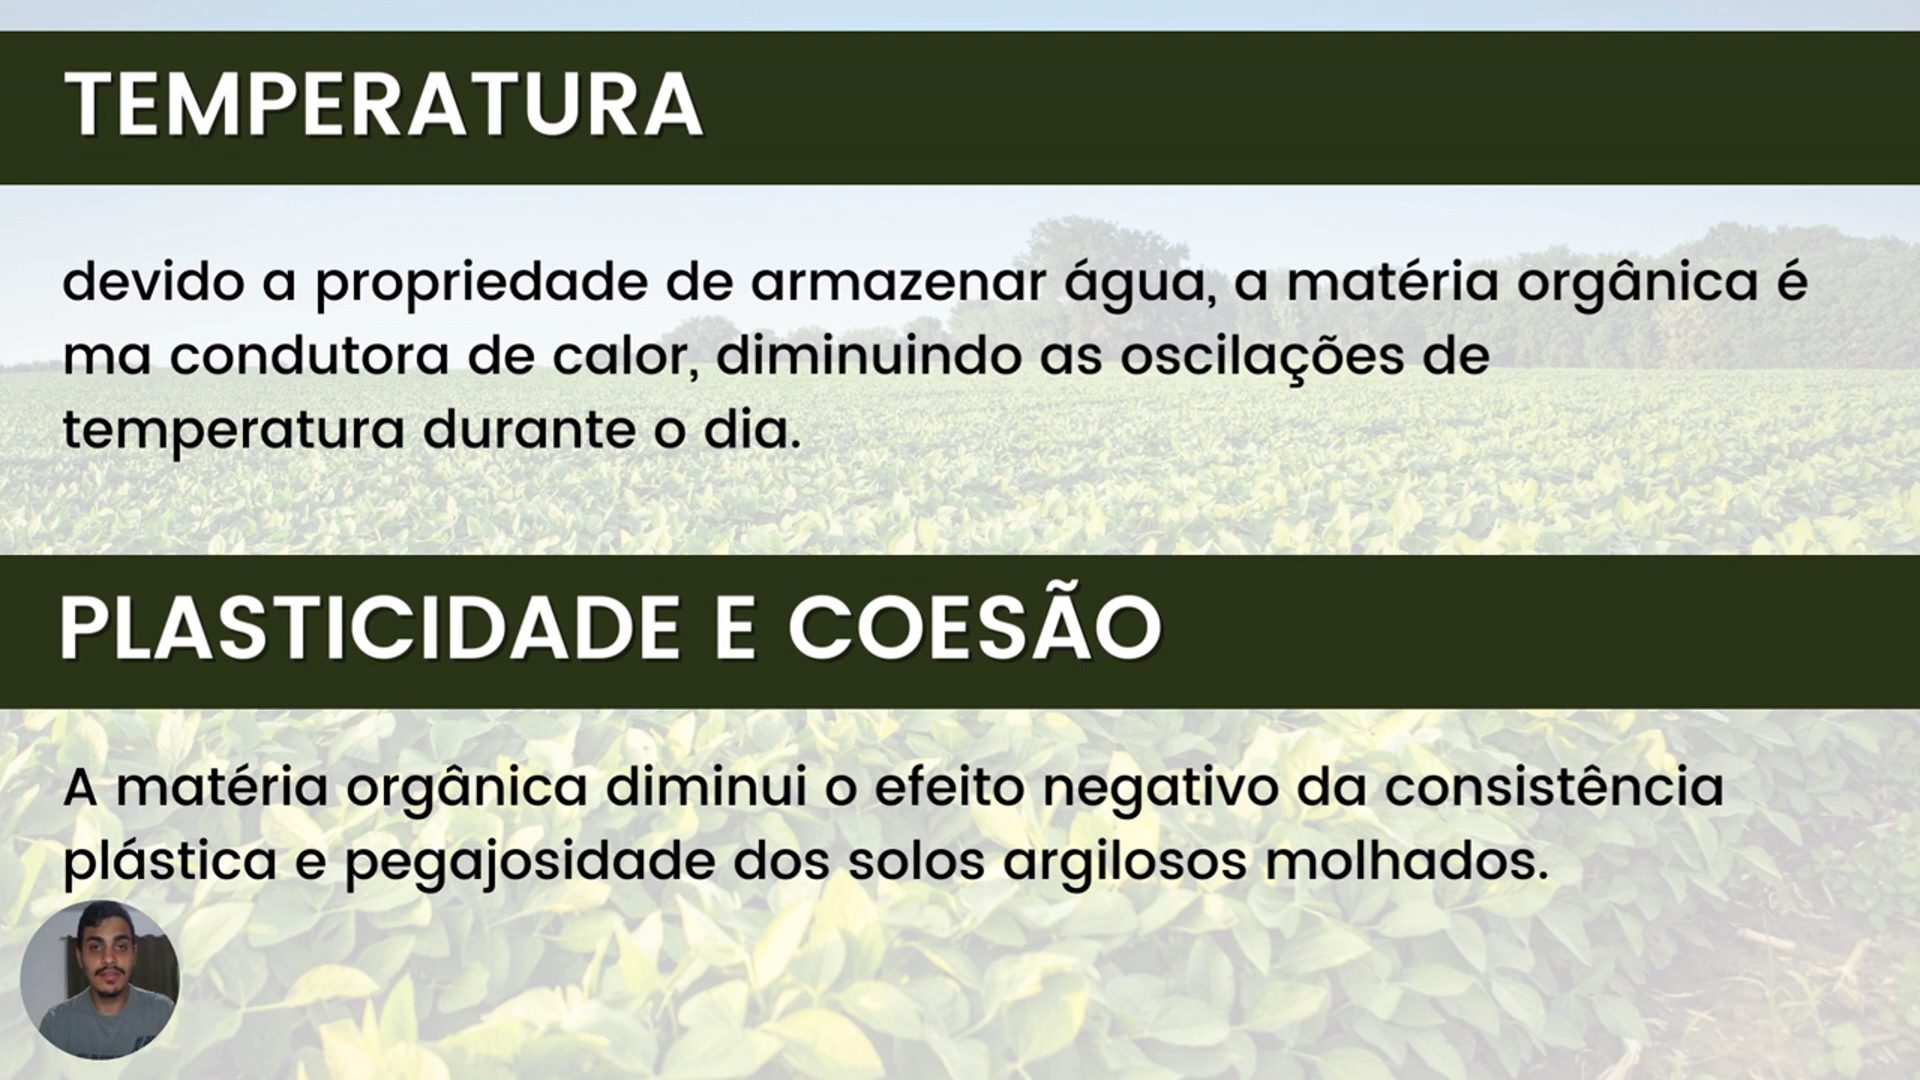 TEMPERATURA
devido a propriedade de armazenar água, a matéria orgânica é
ma condutora de calor, diminuindo as oscilações de
temperatura durante o dia.
PLASTICIDADE E COESÃO
A matéria orgânica diminui o efeito negativo da consistência
plástica e pegajosidade dos solos argilosos molhados.